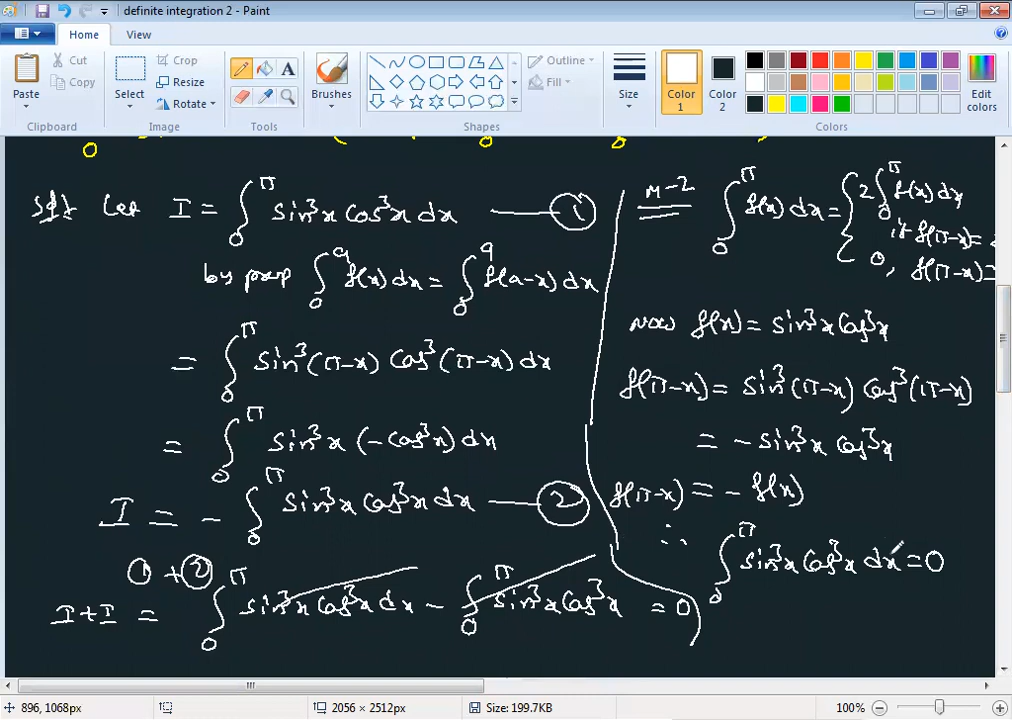 definite integration 2 - Paint
Home View
Paste
Cut
Copy
Clipboard
Select
Crop
Resize
Rotate
Image
Tools
Brushes
Shapes
Outline
Fill
Size
Color 1
Color 2
Edit colors
Colors
Solⁿ: Let I = ∫₀^π sin³x cos³x dx —— ①
by prop ∫₀^a f(x) dx = ∫₀^a f(a-x) dx
= ∫₀^π sin³(π-x) cos³(π-x) dx
= ∫₀^π sin³x (-cos³x) dx
I = - ∫₀^π sin³x cos³x dx —— ②
① + ②
I+I = ∫₀^π sin³x cos³x dx - ∫₀^π sin³x cos³x = 0
M-2 ∫₀^π f(x) dx = { 2∫₀^π f(x) dx
if f(π-x)=
0, f(π-x)=
now f(x) = sin³x cos³x
f(π-x) = sin³(π-x) cos³(π-x)
= - sin³x cos³x
f(π-x) = - f(x)
∴ ∫₀^π sin³x cos³x dx = 0
896, 1068px
2056 × 2512px
Size: 199.7KB
100%